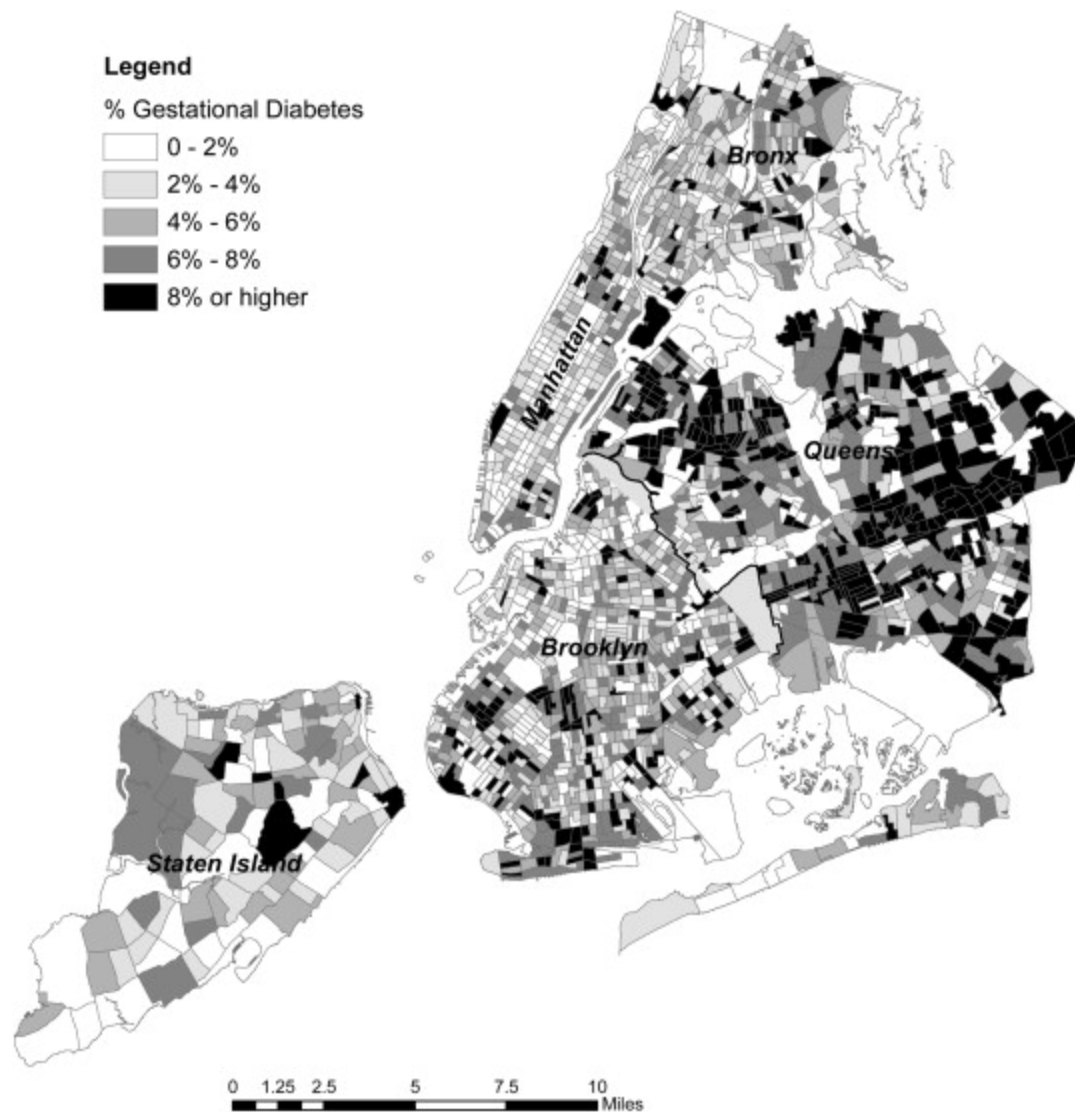 Legend
% Gestational Diabetes
0 - 2%
2% - 4%
4% - 6%
6% - 8%
8% or higher
Bronx
Manhattan
Queens
Brooklyn
Staten Island
0 1.25 2.5 5 7.5 10
Miles